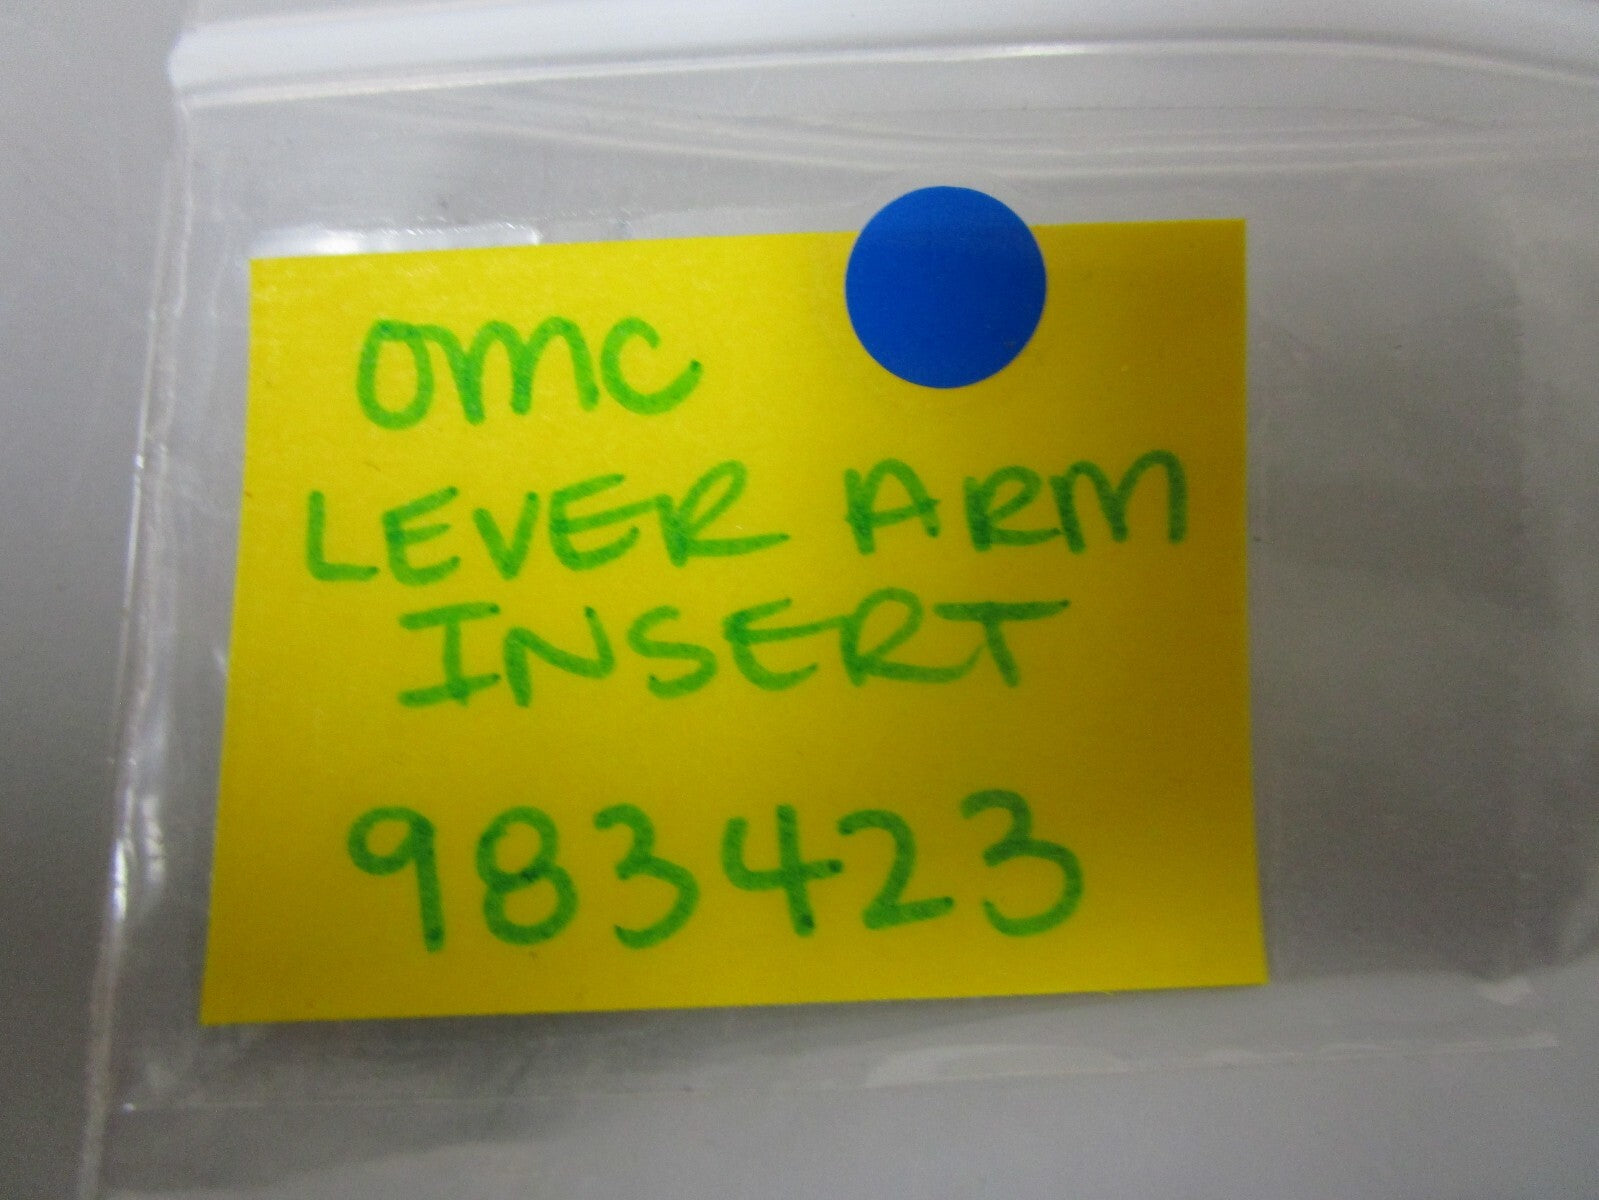 OMC
LEVER ARM
INSERT
983423